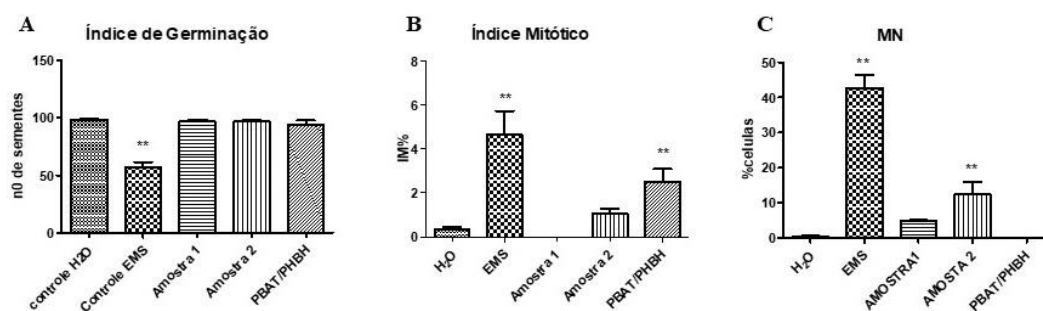 A
Índice de Germinação
n0 de sementes
150
100
50
0
**
controle H2O
Controle EMS
Amostra 1
Amostra 2
PBAT/PHBH
B
Índice Mitótico
IM%
8
6
4
2
0
**
**
H₂O
EMS
Amostra 1
Amostra 2
PBAT/PHBH
C
MN
%celulas
50
40
30
20
10
0
**
**
H₂O
EMS
AMOSTRA1
AMOSTA 2
PBAT/PHBH